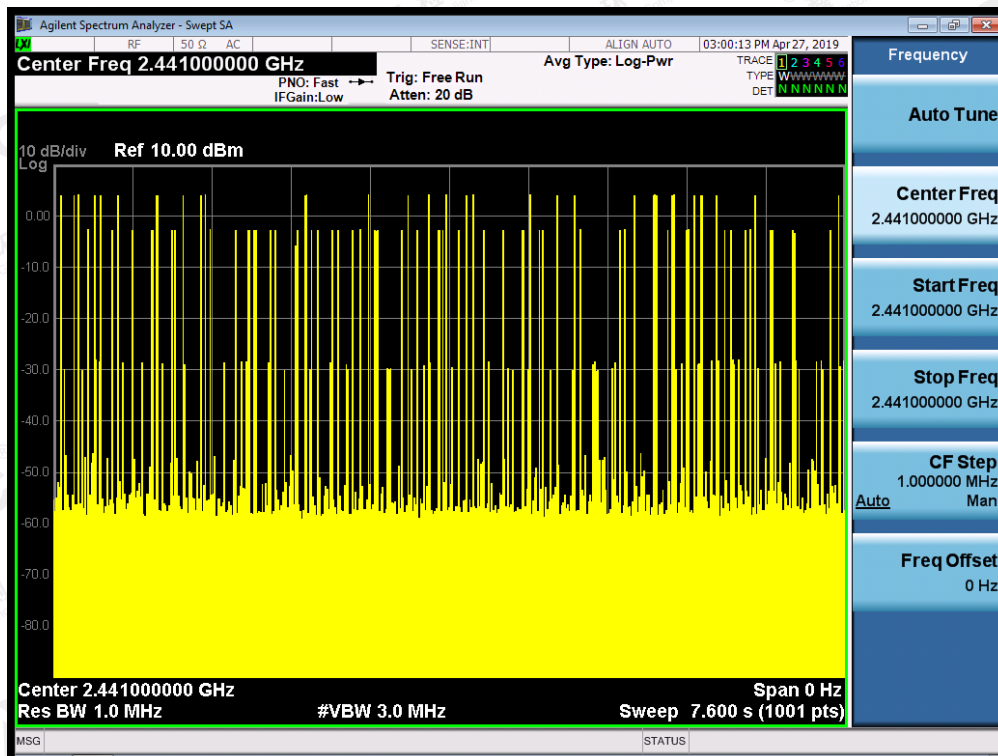 Agilent Spectrum Analyzer - Swept SA
LXI RF 50 Ω AC SENSE:INT ALIGN AUTO 03:00:13 PM Apr 27, 2019
Center Freq 2.441000000 GHz
PNO: Fast
IFGain:Low
Trig: Free Run
Atten: 20 dB
Avg Type: Log-Pwr
TRACE 1 2 3 4 5 6
TYPE W
DET N N N N N N
10 dB/div Ref 10.00 dBm
Log
0.00
-10.0
-20.0
-30.0
-40.0
-50.0
-60.0
-70.0
-80.0
Center 2.441000000 GHz Span 0 Hz
Res BW 1.0 MHz #VBW 3.0 MHz Sweep 7.600 s (1001 pts)
MSG STATUS
Frequency
Auto Tune
Center Freq
2.441000000 GHz
Start Freq
2.441000000 GHz
Stop Freq
2.441000000 GHz
CF Step
1.000000 MHz
Auto Man
Freq Offset
0 Hz